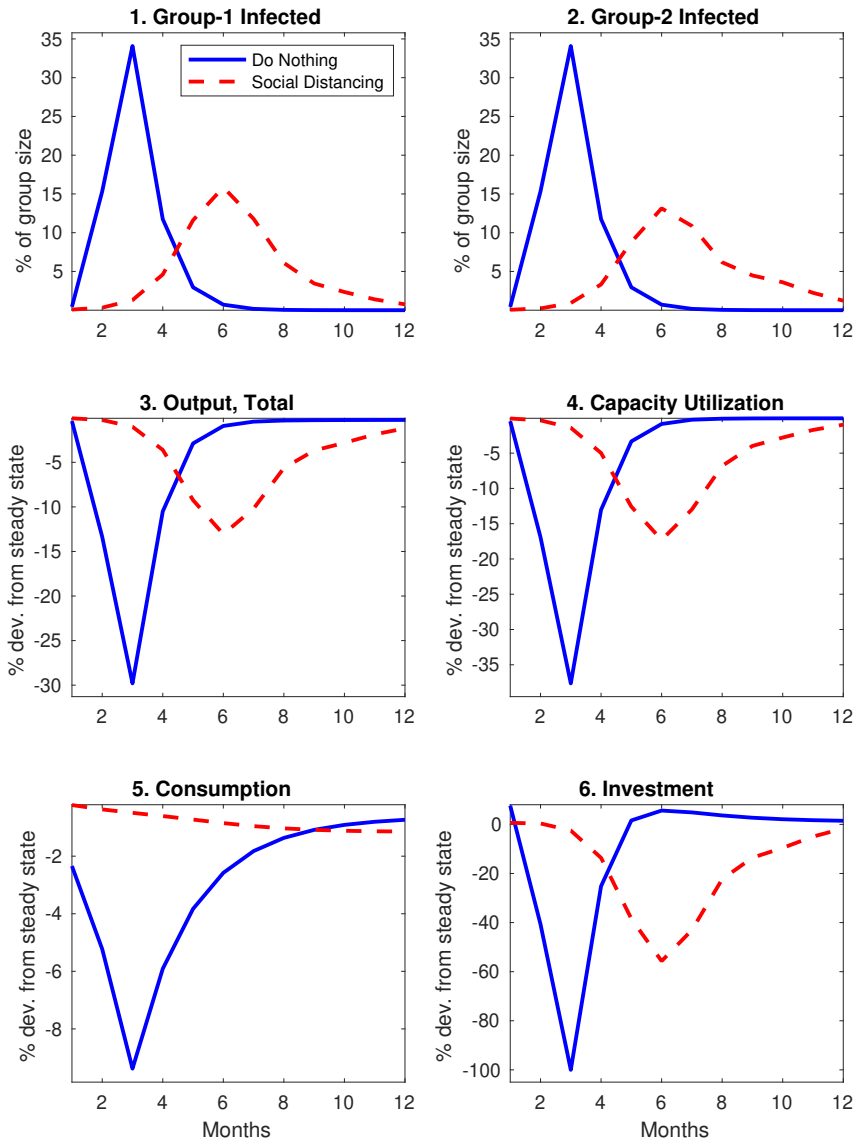 1. Group-1 Infected
% of group size
35
30
25
20
15
10
5
2 4 6 8 10 12
Do Nothing
Social Distancing
2. Group-2 Infected
% of group size
35
30
25
20
15
10
5
2 4 6 8 10 12
3. Output, Total
% dev. from steady state
-5
-10
-15
-20
-25
-30
2 4 6 8 10 12
4. Capacity Utilization
% dev. from steady state
-5
-10
-15
-20
-25
-30
-35
2 4 6 8 10 12
5. Consumption
% dev. from steady state
-2
-4
-6
-8
2 4 6 8 10 12
Months
6. Investment
% dev. from steady state
0
-20
-40
-60
-80
-100
2 4 6 8 10 12
Months